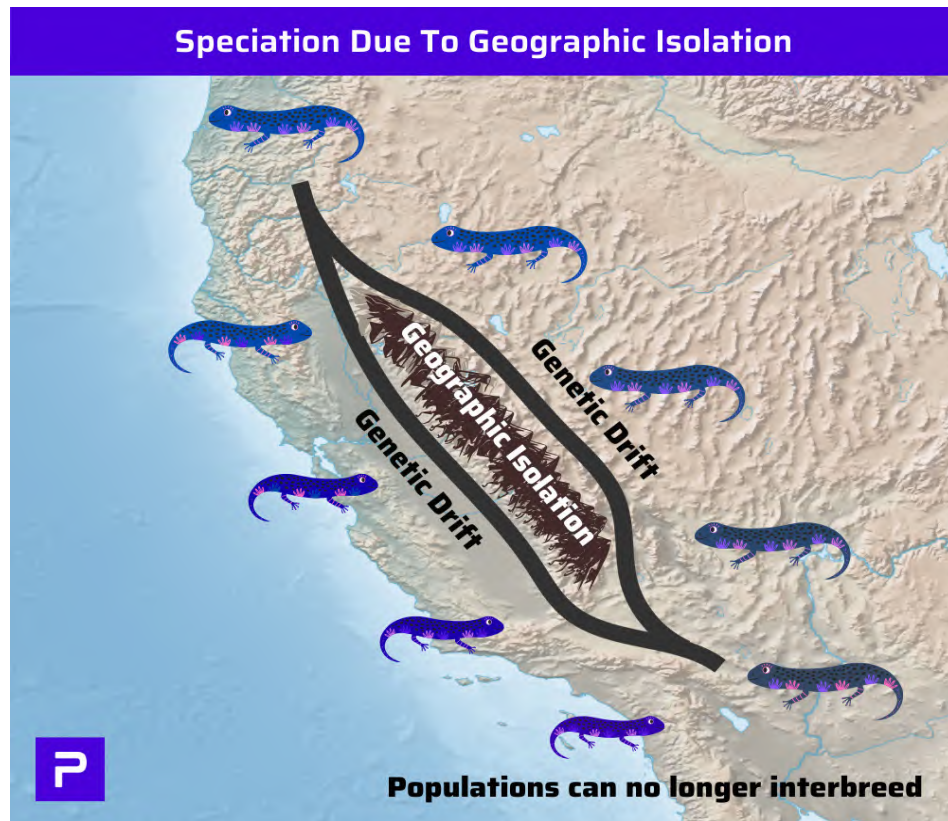 Speciation Due To Geographic Isolation
Genetic Drift
Geographic Isolation
Genetic Drift
Populations can no longer interbreed
P